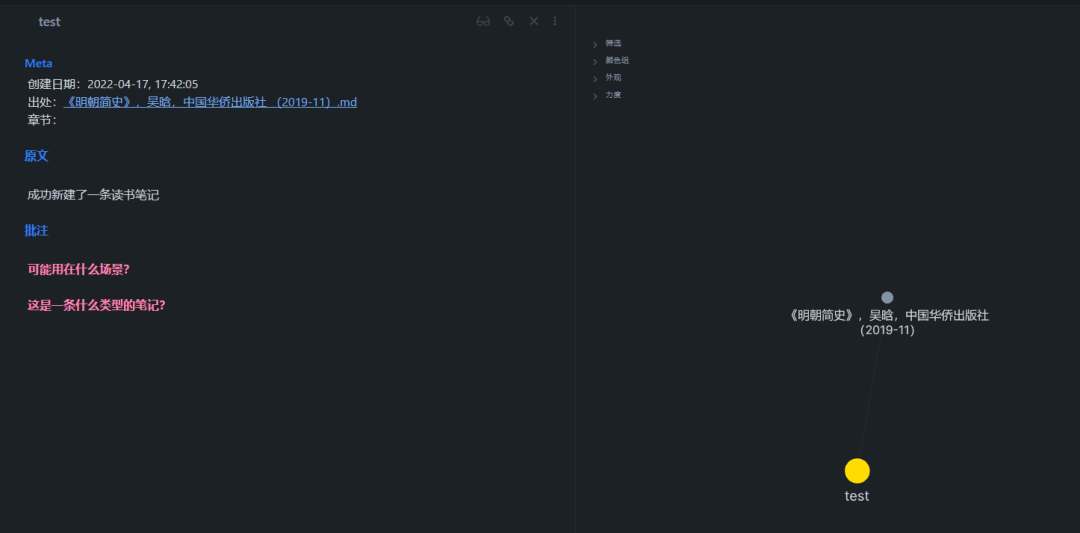 test
Meta
创建日期：2022-04-17, 17:42:05
出处：《明朝简史》，吴晗，中国华侨出版社 （2019-11）.md
章节：
原文
成功新建了一条读书笔记
批注
可能用在什么场景?
这是一条什么类型的笔记?
筛选
颜色组
外观
力度
《明朝简史》，吴晗，中国华侨出版社
（2019-11）
test